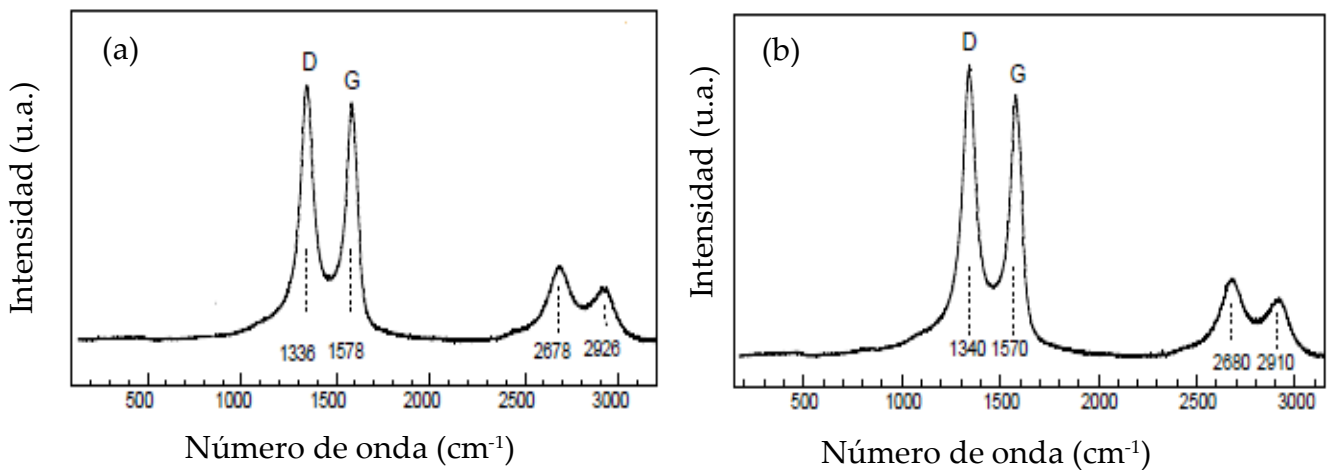 (a)
D
G
1336
1578
2678
2926
500
1000
1500
2000
2500
3000
Intensidad (u.a.)
Número de onda (cm⁻¹)
(b)
D
G
1340
1570
2680
2910
500
1000
1500
2000
2500
3000
Intensidad (u.a.)
Número de onda (cm⁻¹)